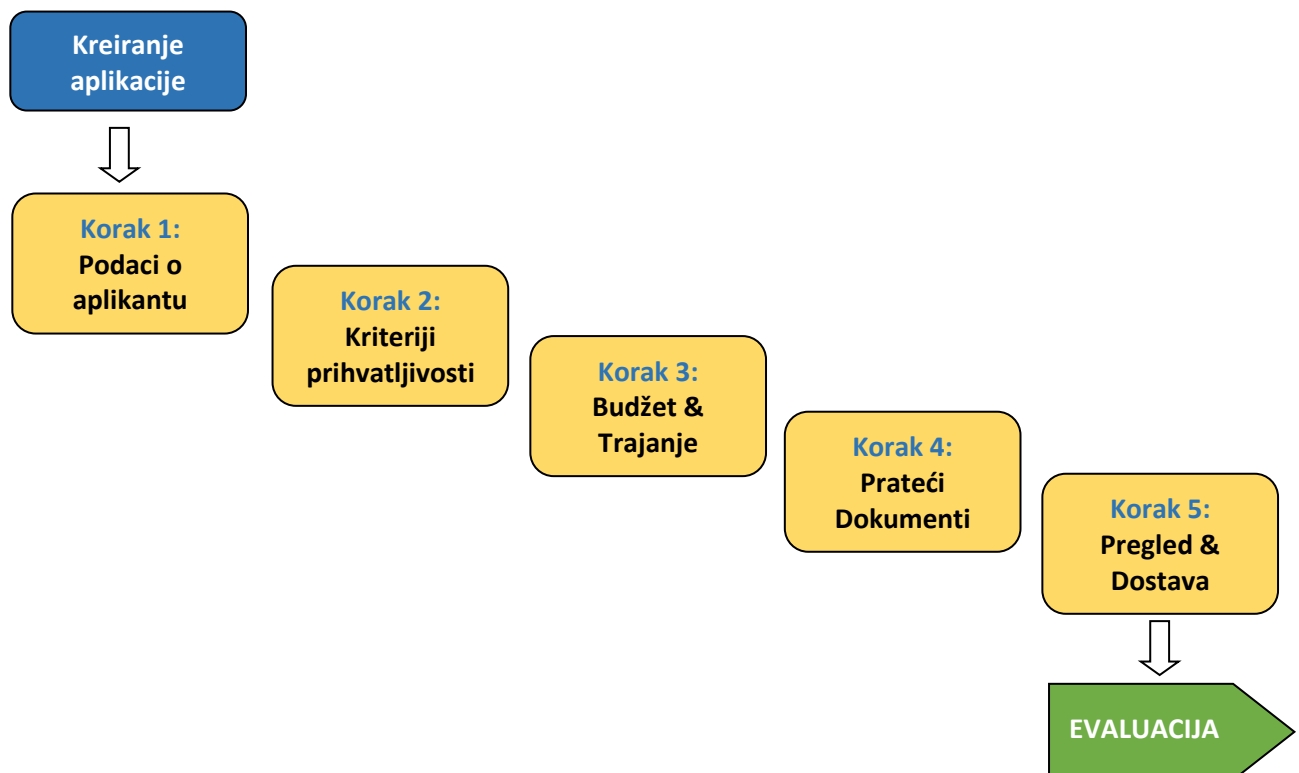 Kreiranje
aplikacije
Korak 1:
Podaci o
aplikantu
Korak 2:
Kriteriji
prihvatljivosti
Korak 3:
Budžet &
Trajanje
Korak 4:
Prateći
Dokumenti
Korak 5:
Pregled &
Dostava
EVALUACIJA